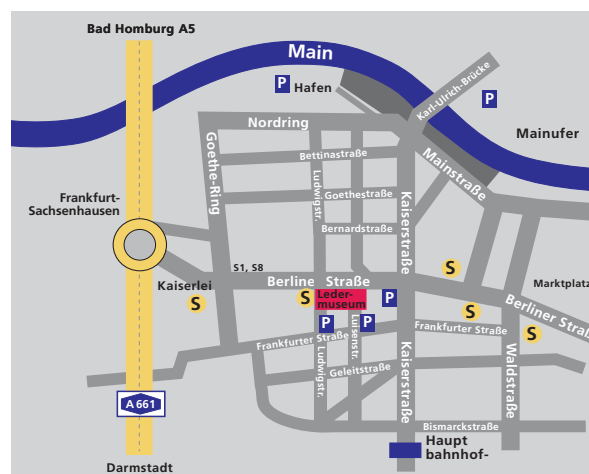 Bad Homburg A5
Main
P
Hafen
Karl-Ulrich-Brücke
P
Mainufer
Nordring
Goethe-Ring
Bettinastraße
Mainstraße
Ludwigstr.
Goethestraße
Kaiserstraße
Frankfurt-
Sachsenhausen
Bernardstraße
S1, S8
S
Kaiserlei
S
Berline Straße
S
Leder-
museum
P
Marktplatz
S
Berliner Straß
S
P
P
Frankfurter Straße
Luisenstr.
Frankfurter Straße
Ludwigstr.
Geleitstraße
Kaiserstraße
Waldstraße
A 661
Bismarckstraße
Haupt
bahnhof-
Darmstadt